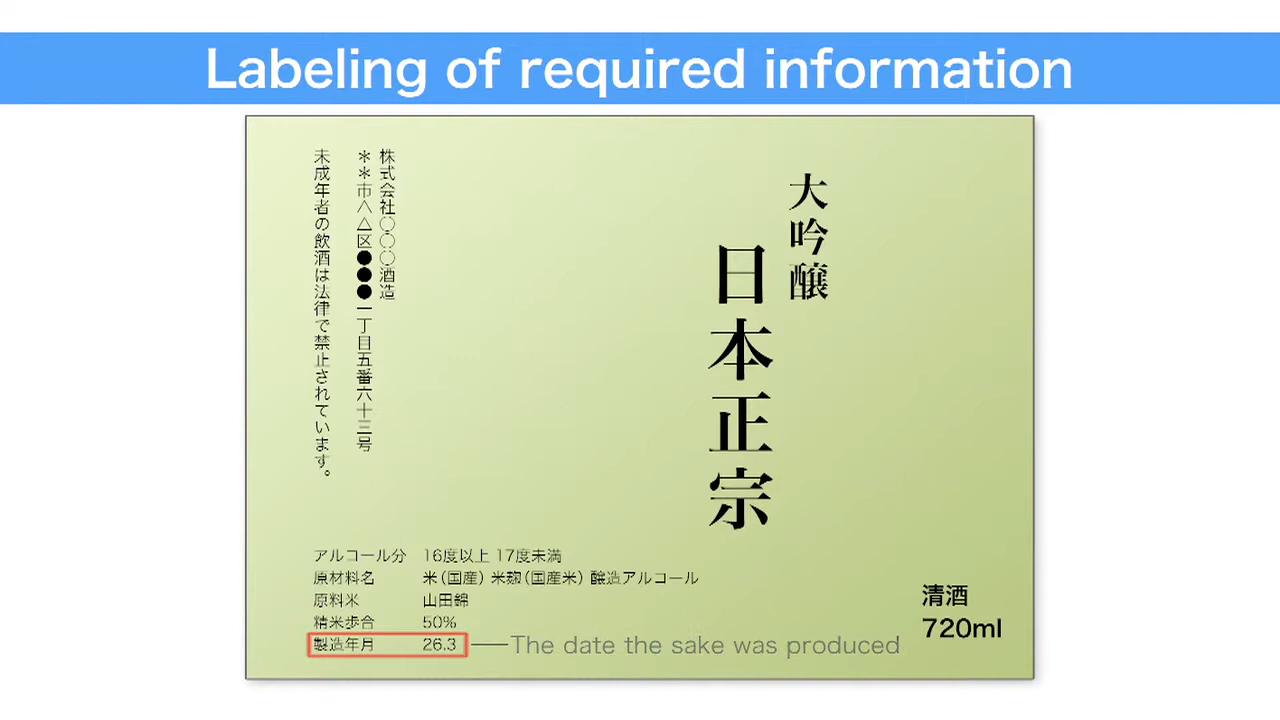 Labeling of required information
大吟醸
日本正宗
株式会社○○○酒造
＊＊市へ△区●●●一丁目五番六十三号
未成年者の飲酒は法律で禁止されています。
アルコール分 16度以上 17度未満
原材料名 米（国産）米麹（国産米）醸造アルコール
原料米 山田錦
精米歩合 50%
製造年月 26.3
The date the sake was produced
清酒
720ml